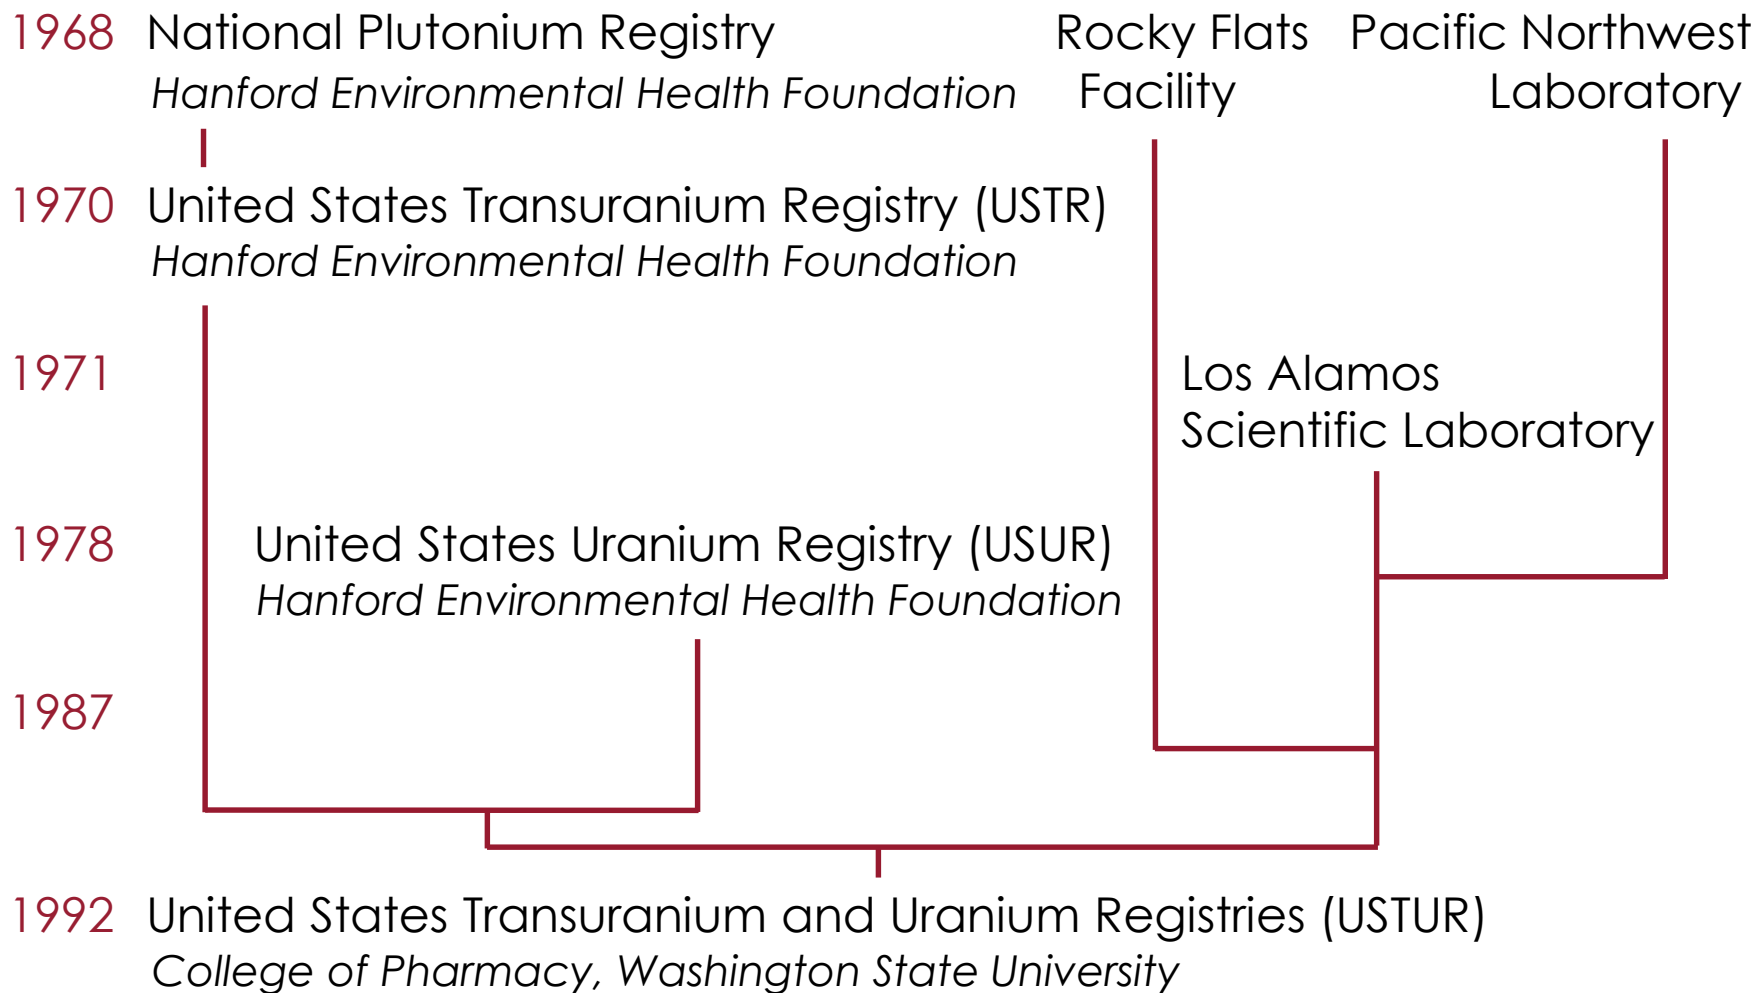 1968 National Plutonium Registry
Hanford Environmental Health Foundation
Rocky Flats
Facility
Pacific Northwest
Laboratory
1970 United States Transuranium Registry (USTR)
Hanford Environmental Health Foundation
1971
Los Alamos
Scientific Laboratory
1978 United States Uranium Registry (USUR)
Hanford Environmental Health Foundation
1987
1992 United States Transuranium and Uranium Registries (USTUR)
College of Pharmacy, Washington State University